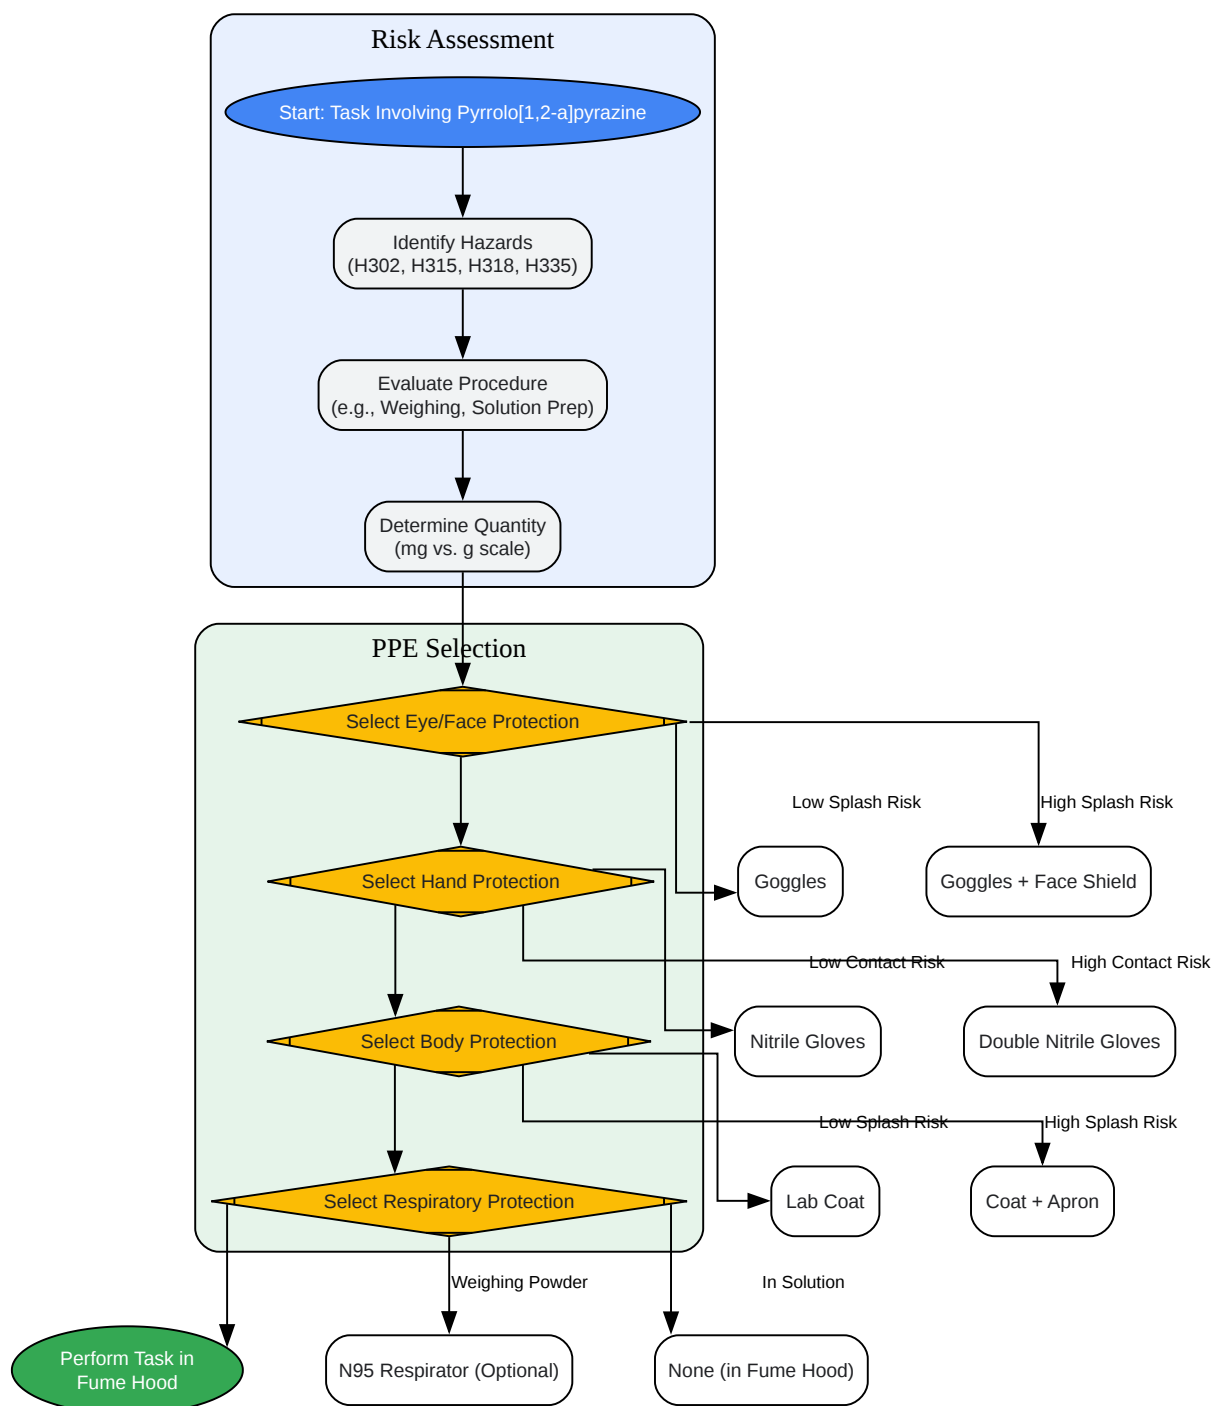 Risk Assessment
Start: Task Involving Pyrrolo[1,2-a]pyrazine
Identify Hazards
(H302, H315, H318, H335)
Evaluate Procedure
(e.g., Weighing, Solution Prep)
Determine Quantity
(mg vs. g scale)
PPE Selection
Select Eye/Face Protection
Low Splash Risk
High Splash Risk
Select Hand Protection
Goggles
Goggles + Face Shield
Low Contact Risk
High Contact Risk
Select Body Protection
Nitrile Gloves
Double Nitrile Gloves
Low Splash Risk
High Splash Risk
Select Respiratory Protection
Lab Coat
Coat + Apron
Weighing Powder
In Solution
Perform Task in
Fume Hood
N95 Respirator (Optional)
None (in Fume Hood)